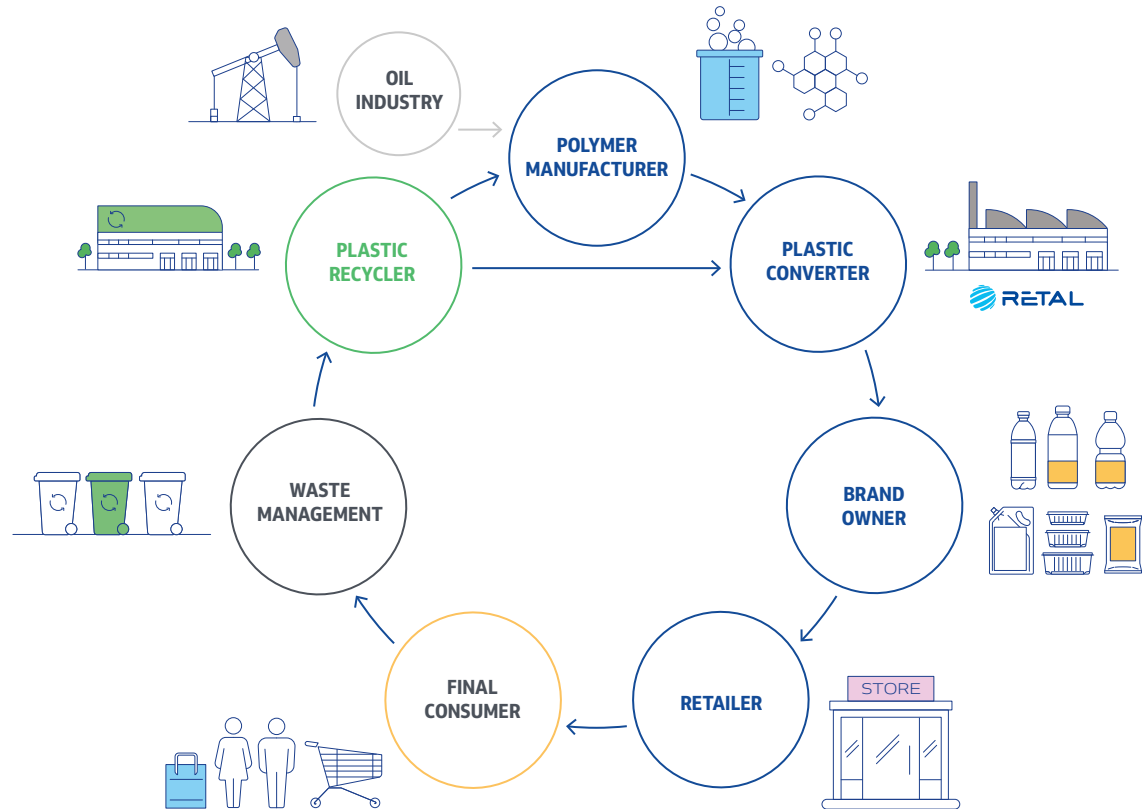 OIL
INDUSTRY
POLYMER
MANUFACTURER
PLASTIC
RECYCLER
PLASTIC
CONVERTER
RETAL
WASTE
MANAGEMENT
BRAND
OWNER
FINAL
CONSUMER
RETAILER
STORE